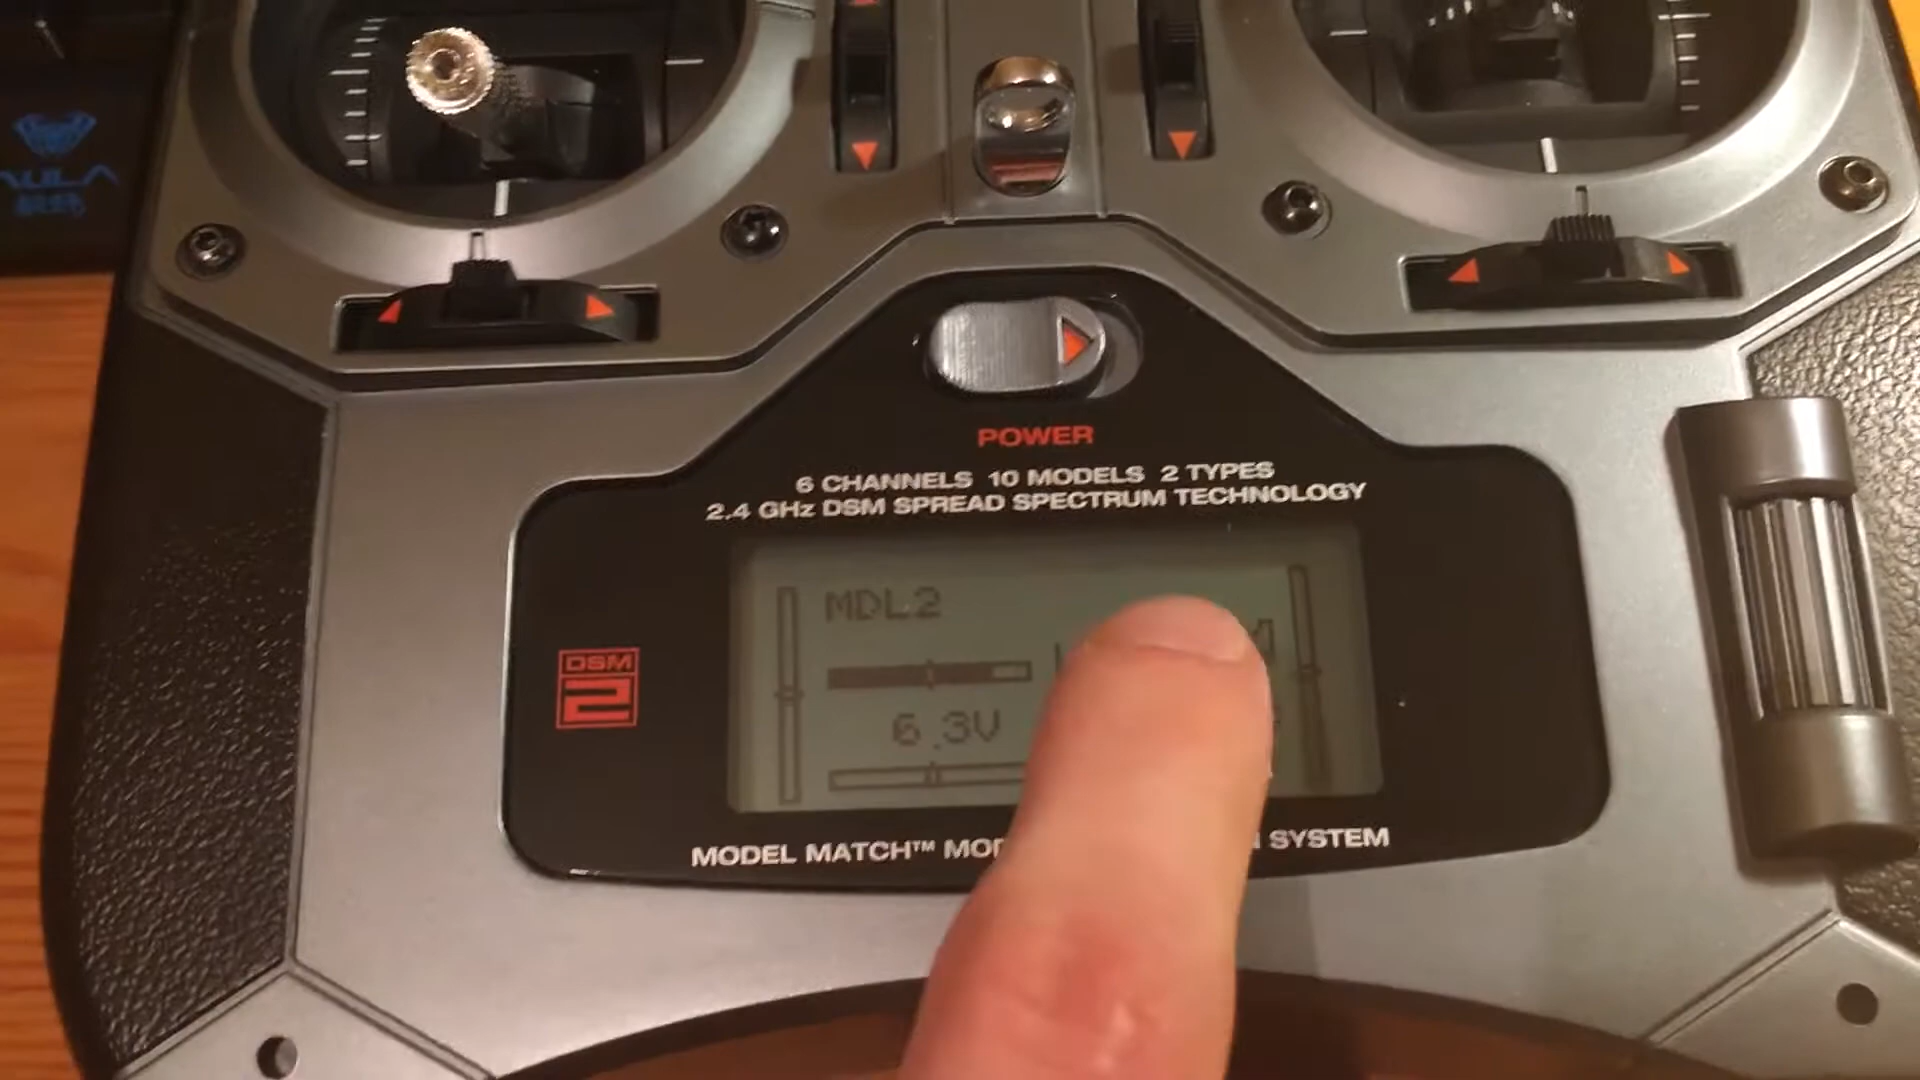 AULA
POWER
6 CHANNELS 10 MODELS 2 TYPES
2.4 GHz DSM SPREAD SPECTRUM TECHNOLOGY
MDL2
DSM
2
6.3V
MODEL MATCH™ SYSTEM